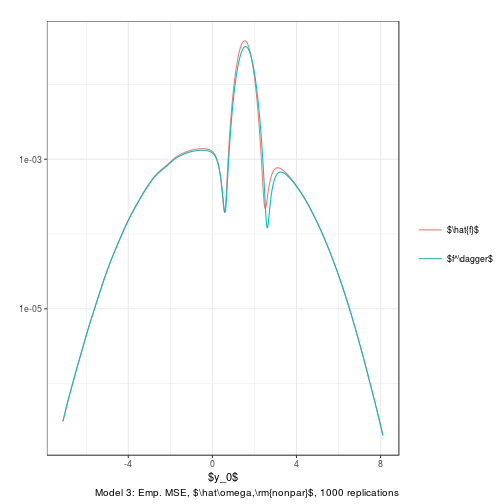 1e-03
1e-05
-4
0
4
8
$y_0$
$\hat{f}$
$f^\dagger$
Model 3: Emp. MSE, $\hat\omega,\rm{nonpar}$, 1000 replications